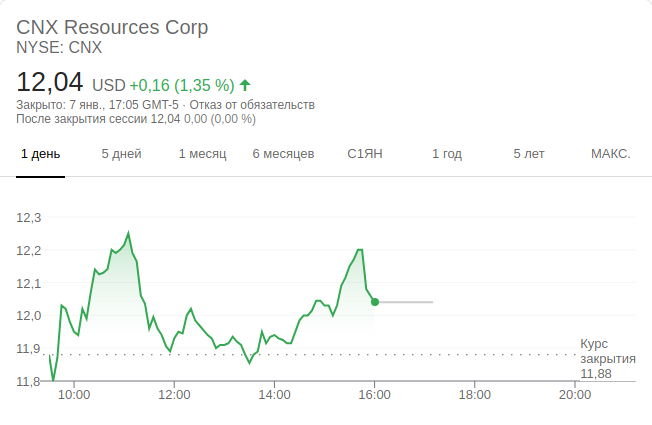 CNX Resources Corp
NYSE: CNX
12,04 USD +0,16 (1,35 %)
Закрыто: 7 янв., 17:05 GMT-5 · Отказ от обязательств
После закрытия сессии 12,04 0,00 (0,00 %)
1 день 5 дней 1 месяц 6 месяцев С1ЯН 1 год 5 лет МАКС.
12,3
12,2
12,1
12,0
11,9
11,8
Курс
закрытия
11,88
10:00 12:00 14:00 16:00 18:00 20:00